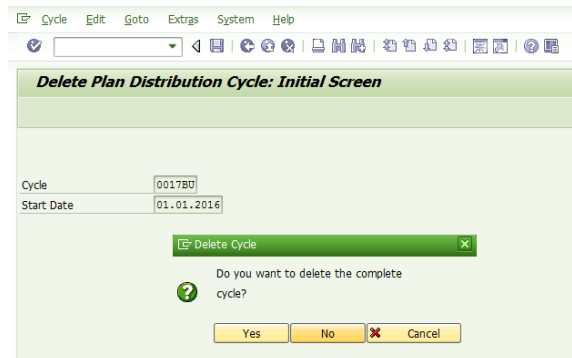 Cycle Edit Goto Extras System Help
Delete Plan Distribution Cycle: Initial Screen
Cycle 0017BU
Start Date 01.01.2016
Delete Cycle
Do you want to delete the complete
cycle?
Yes No Cancel